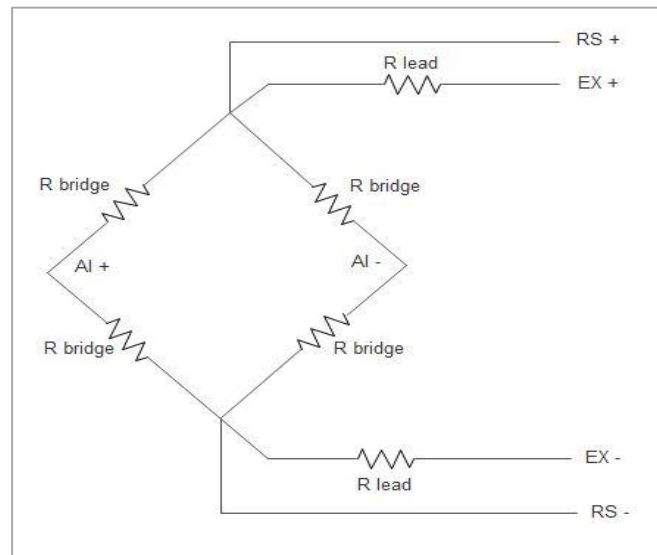 RS +
R lead
EX +
R bridge
R bridge
AI +
AI -
R bridge
R bridge
EX -
R lead
RS -